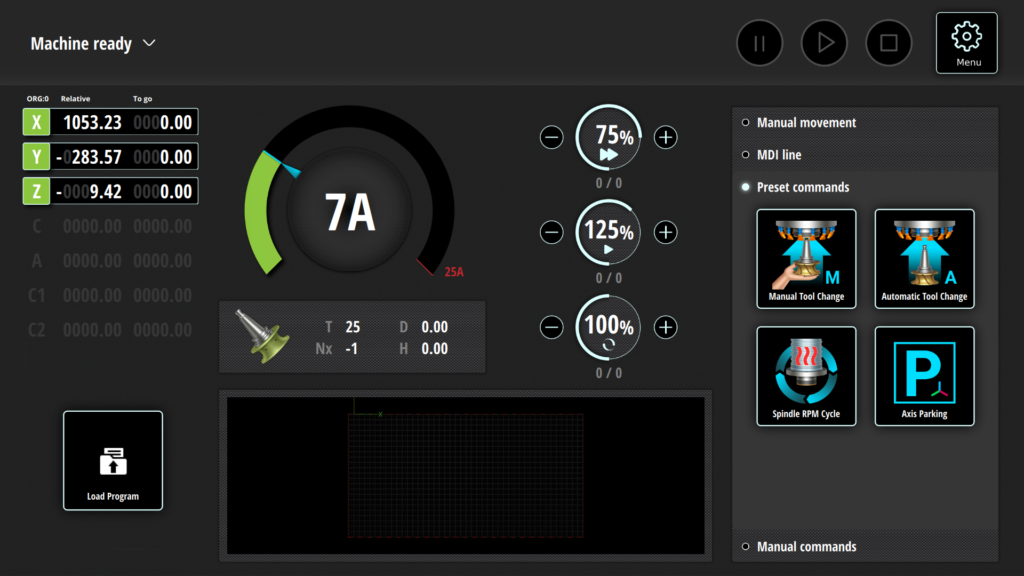 Machine ready
Menu
ORG:0 Relative To go
X 1053.23 0000.00
Y -0283.57 0000.00
Z -0009.42 0000.00
C 0000.00 0000.00
A 0000.00 0000.00
C1 0000.00 0000.00
C2 0000.00 0000.00
Load Program
7A
25A
T 25 D 0.00
Nx -1 H 0.00
75%
0 / 0
125%
0 / 0
100%
0 / 0
Manual movement
MDI line
Preset commands
M
Manual Tool Change
A
Automatic Tool Change
Spindle RPM Cycle
P
Axis Parking
Manual commands